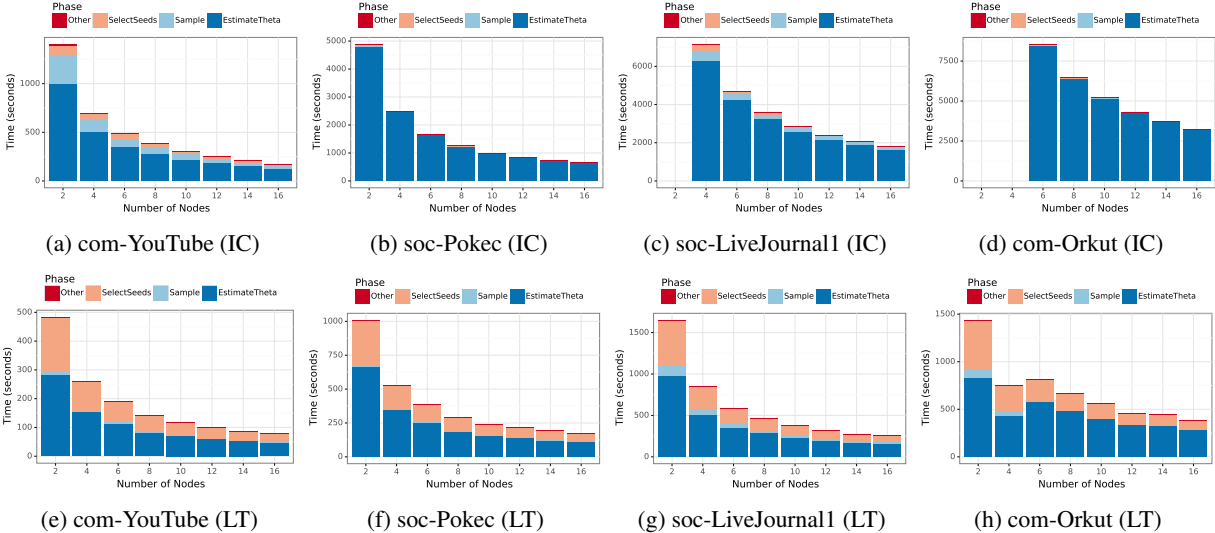 Phase
Other SelectSeeds Sample EstimateTheta
Time (seconds)
1000
500
0
2 4 6 8 10 12 14 16
Number of Nodes
(a) com-YouTube (IC)
Phase
Other SelectSeeds Sample EstimateTheta
Time (seconds)
5000
4000
3000
2000
1000
0
2 4 6 8 10 12 14 16
Number of Nodes
(b) soc-Pokec (IC)
Phase
Other SelectSeeds Sample EstimateTheta
Time (seconds)
6000
4000
2000
0
2 4 6 8 10 12 14 16
Number of Nodes
(c) soc-LiveJournal1 (IC)
Phase
Other SelectSeeds Sample EstimateTheta
Time (seconds)
7500
5000
2500
0
2 4 6 8 10 12 14 16
Number of Nodes
(d) com-Orkut (IC)
Phase
Other SelectSeeds Sample EstimateTheta
Time (seconds)
500
400
300
200
100
0
2 4 6 8 10 12 14 16
Number of Nodes
(e) com-YouTube (LT)
Phase
Other SelectSeeds Sample EstimateTheta
Time (seconds)
1000
750
500
250
0
2 4 6 8 10 12 14 16
Number of Nodes
(f) soc-Pokec (LT)
Phase
Other SelectSeeds Sample EstimateTheta
Time (seconds)
1500
1000
500
0
2 4 6 8 10 12 14 16
Number of Nodes
(g) soc-LiveJournal1 (LT)
Phase
Other SelectSeeds Sample EstimateTheta
Time (seconds)
1500
1000
500
0
2 4 6 8 10 12 14 16
Number of Nodes
(h) com-Orkut (LT)